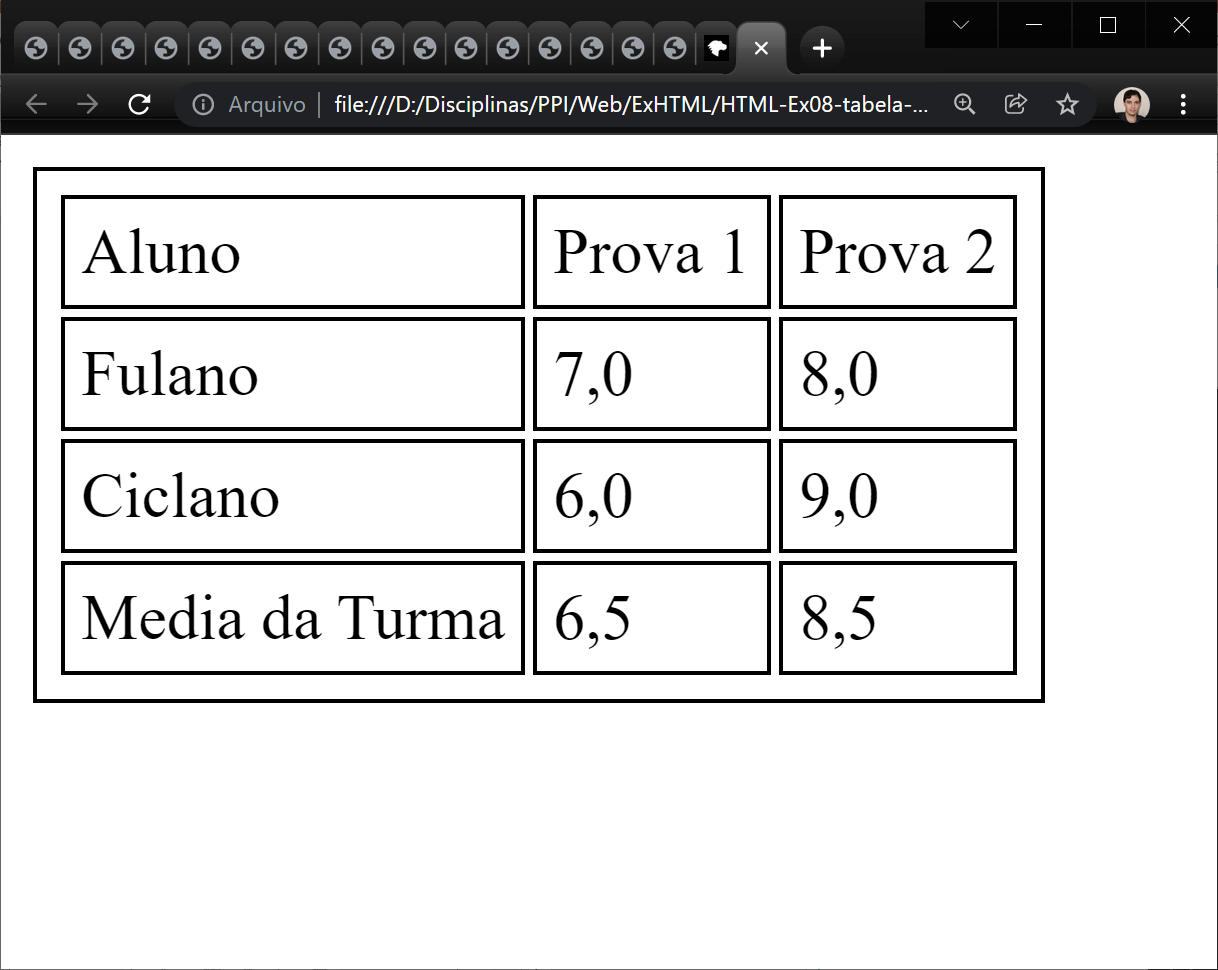 Arquivo file:///D:/Disciplinas/PPI/Web/ExHTML/HTML-Ex08-tabela-...
Aluno Prova 1 Prova 2
Fulano 7,0 8,0
Ciclano 6,0 9,0
Media da Turma 6,5 8,5